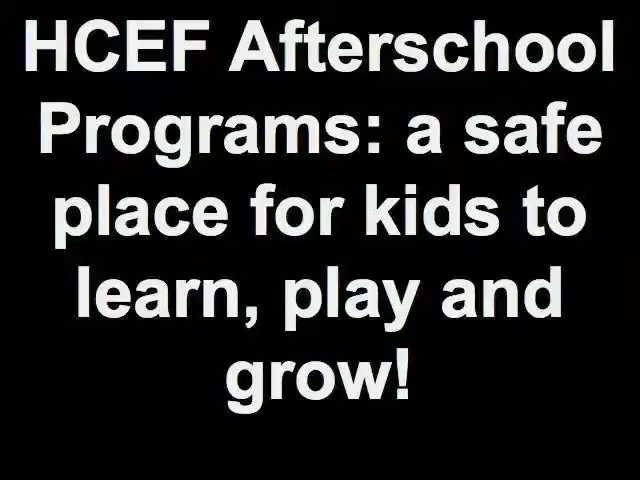 HCEF Afterschool
Programs: a safe
place for kids to
learn, play and
grow!